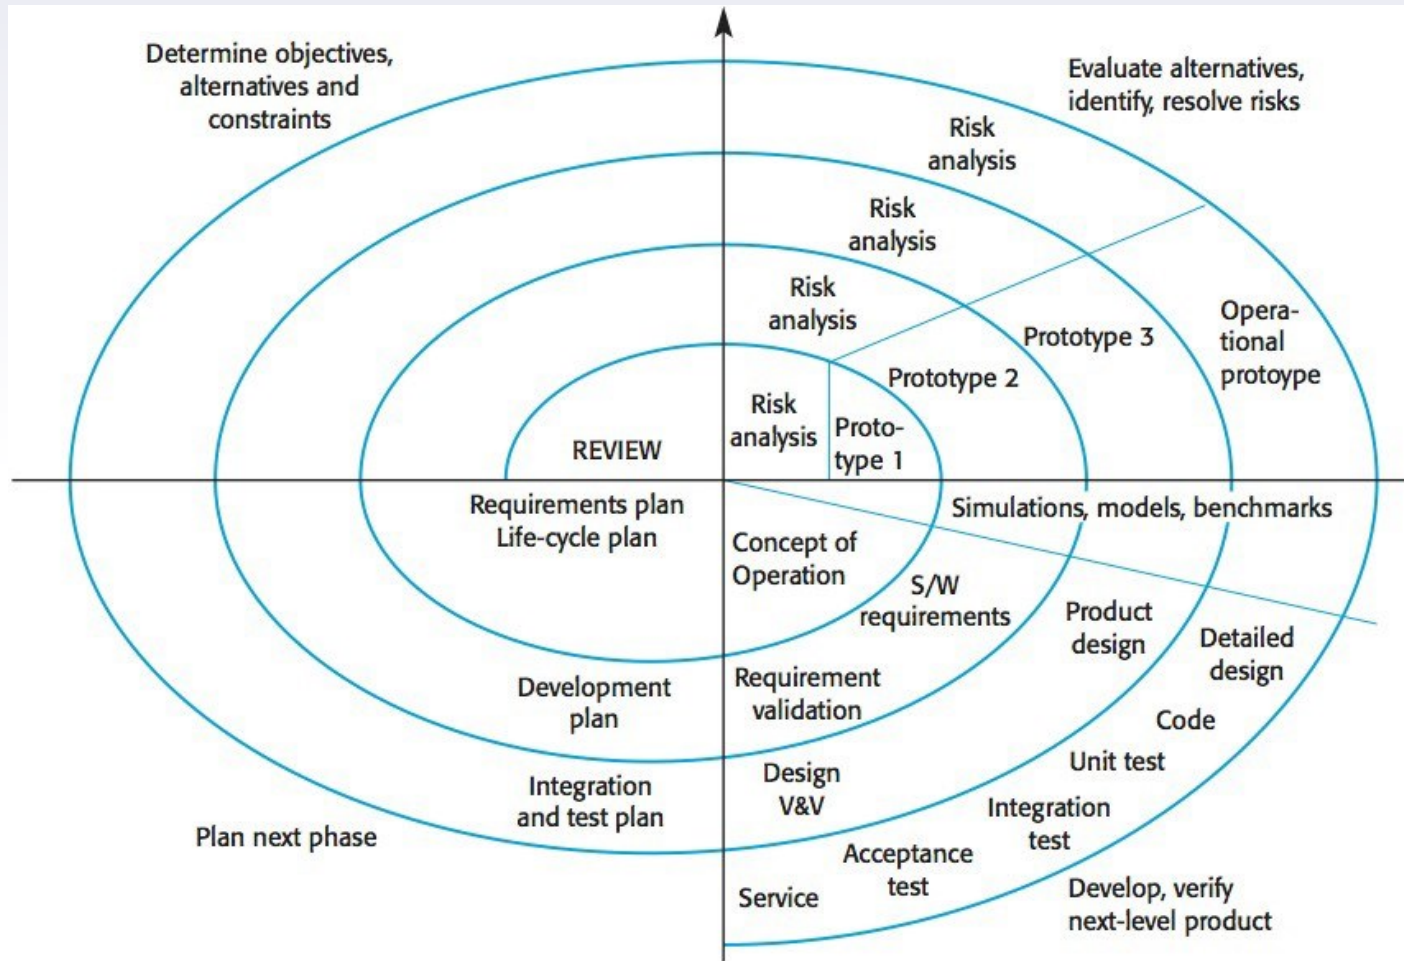 Determine objectives,
alternatives and
constraints
Evaluate alternatives,
identify, resolve risks
Risk
analysis
Risk
analysis
Risk
analysis
Risk
analysis
Proto-
type 1
Prototype 2
Prototype 3
Opera-
tional
protoype
REVIEW
Requirements plan
Life-cycle plan
Simulations, models, benchmarks
Concept of
Operation
S/W
requirements
Product
design
Detailed
design
Development
plan
Requirement
validation
Code
Unit test
Integration
and test plan
Design
V&V
Integration
test
Plan next phase
Acceptance
test
Service
Develop, verify
next-level product